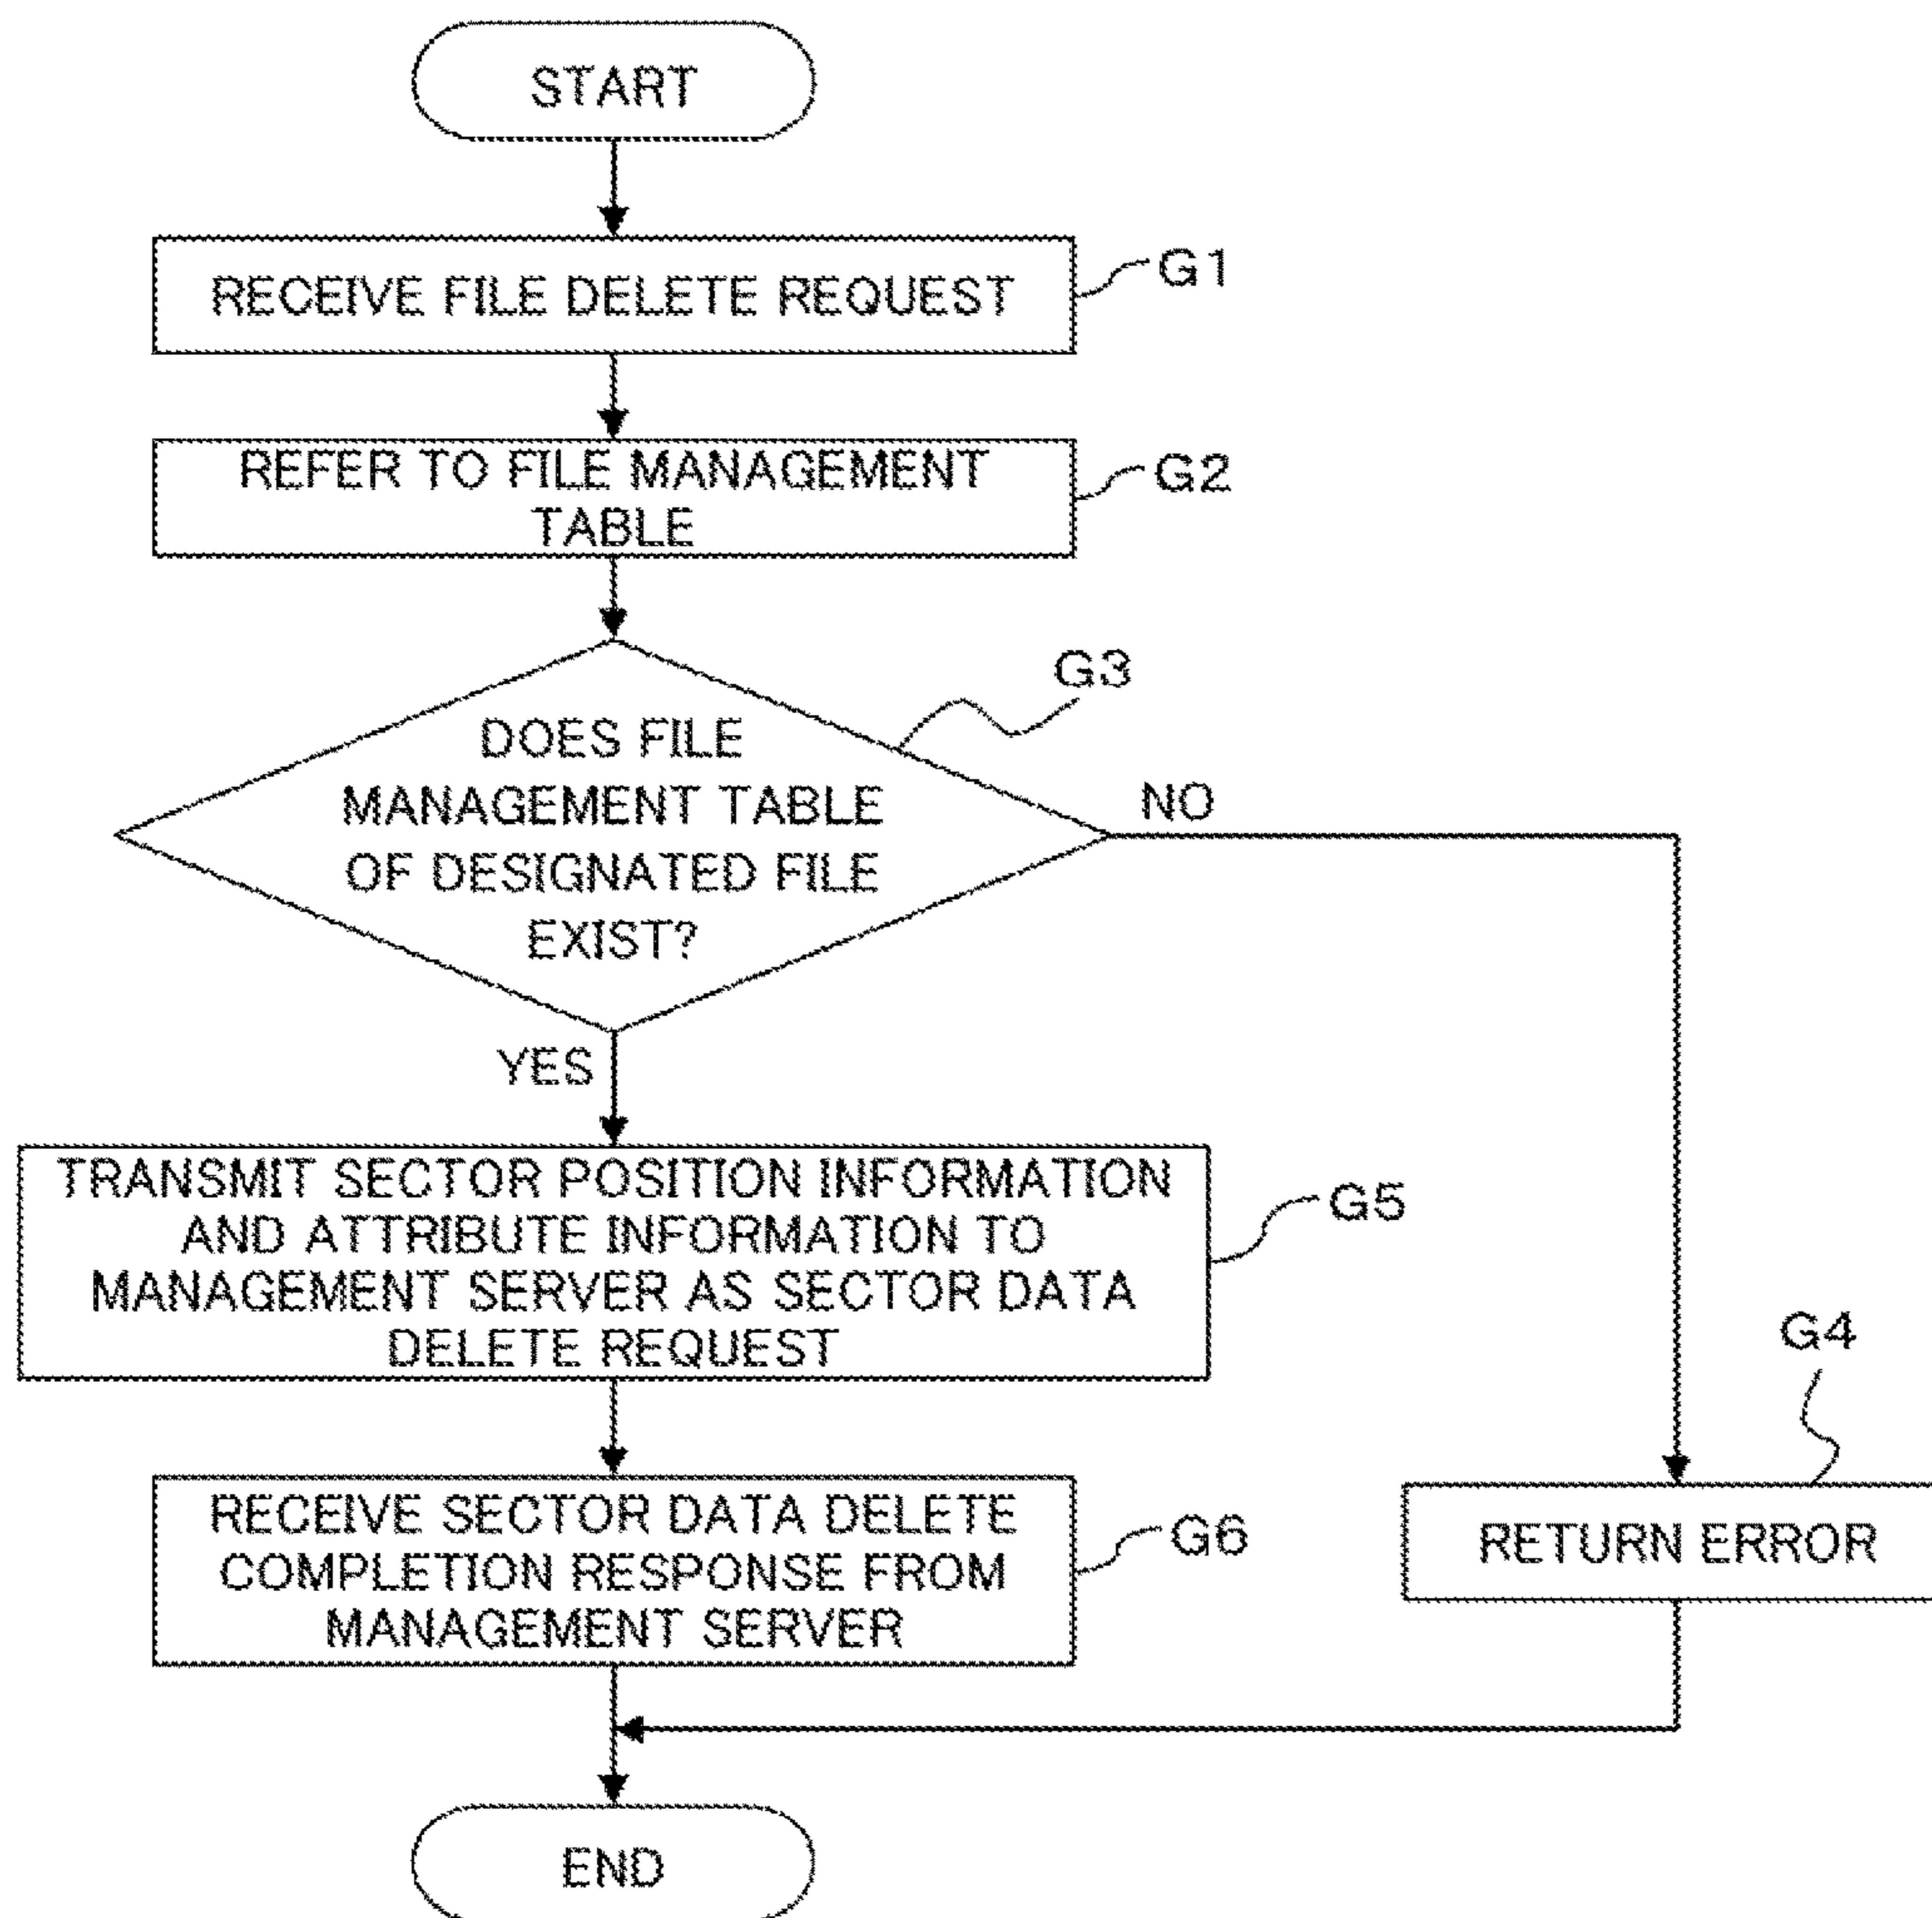 START
RECEIVE FILE DELETE REQUEST
G1
REFER TO FILE MANAGEMENT
TABLE
G2
G3
DOES FILE
MANAGEMENT TABLE
OF DESIGNATED FILE
EXIST?
NO
YES
TRANSMIT SECTOR POSITION INFORMATION
AND ATTRIBUTE INFORMATION TO
MANAGEMENT SERVER AS SECTOR DATA
DELETE REQUEST
G5
G4
RETURN ERROR
RECEIVE SECTOR DATA DELETE
COMPLETION RESPONSE FROM
MANAGEMENT SERVER
G6
END